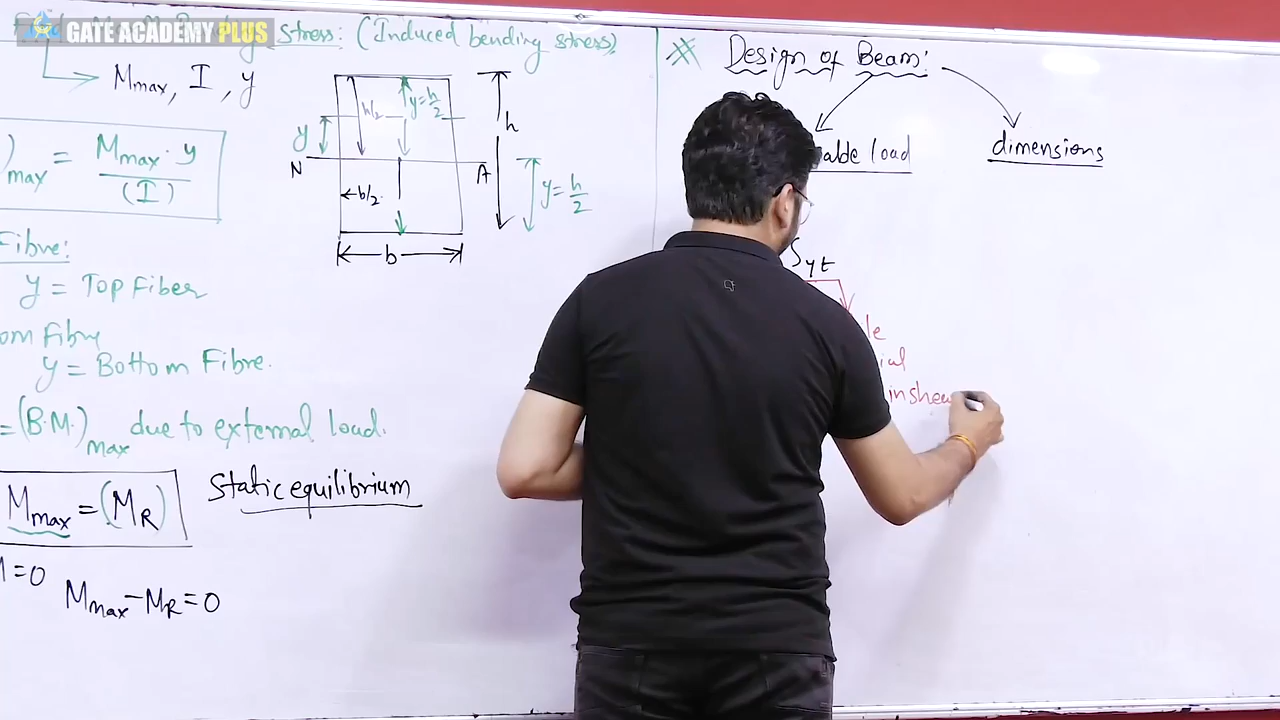 GATE ACADEMY PLUS
stress: (Induced bending stress)
Mmax, I, y
)max = Mmax · y / (I)
Fibre:
y = Top Fiber
om Fibre
y = Bottom Fibre.
= (B.M.)max due to external load.
Mmax = (MR)
Static equilibrium
=0
Mmax - MR = 0
h/2
y = h/2
y
N
A
b/2
b
h
y = h/2
Design of Beam:
load
dimensions
Syt
le
ial
in shea